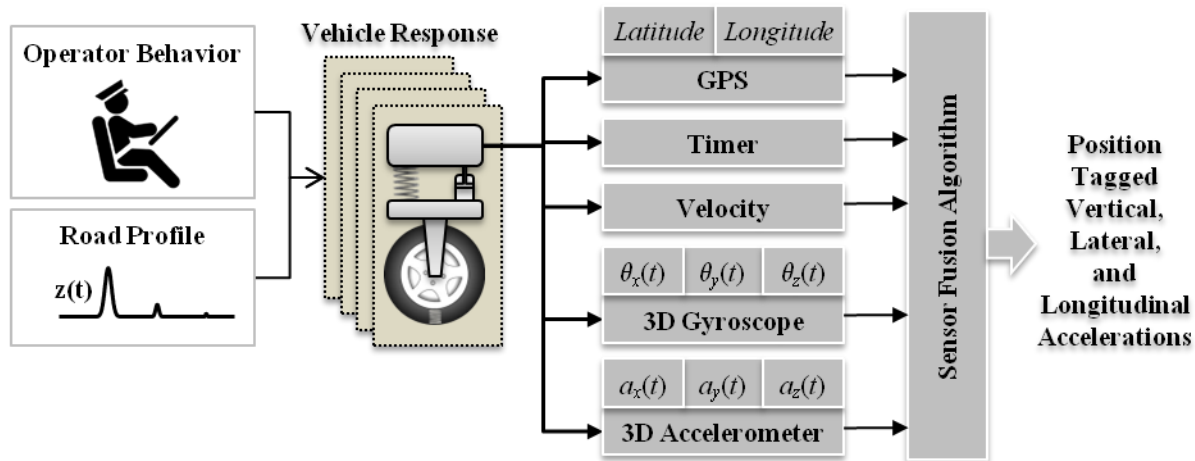 Operator Behavior
Road Profile
z(t)
Vehicle Response
Latitude Longitude
GPS
Timer
Velocity
θx(t) θy(t) θz(t)
3D Gyroscope
ax(t) ay(t) az(t)
3D Accelerometer
Sensor Fusion Algorithm
Position
Tagged
Vertical,
Lateral,
and
Longitudinal
Accelerations